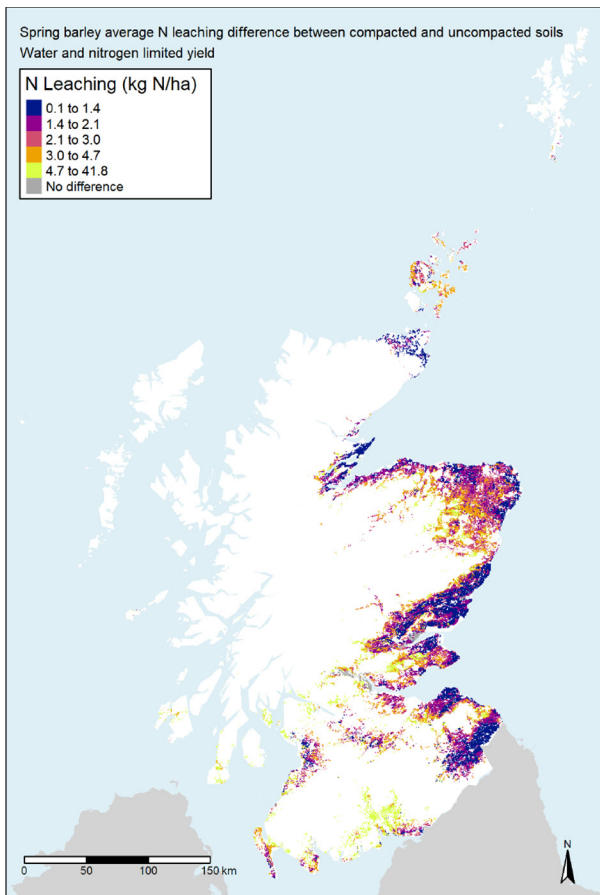 Spring barley average N leaching difference between compacted and uncompacted soils
Water and nitrogen limited yield
N Leaching (kg N/ha)
0.1 to 1.4
1.4 to 2.1
2.1 to 3.0
3.0 to 4.7
4.7 to 41.8
No difference
N
0 50 100 150 km